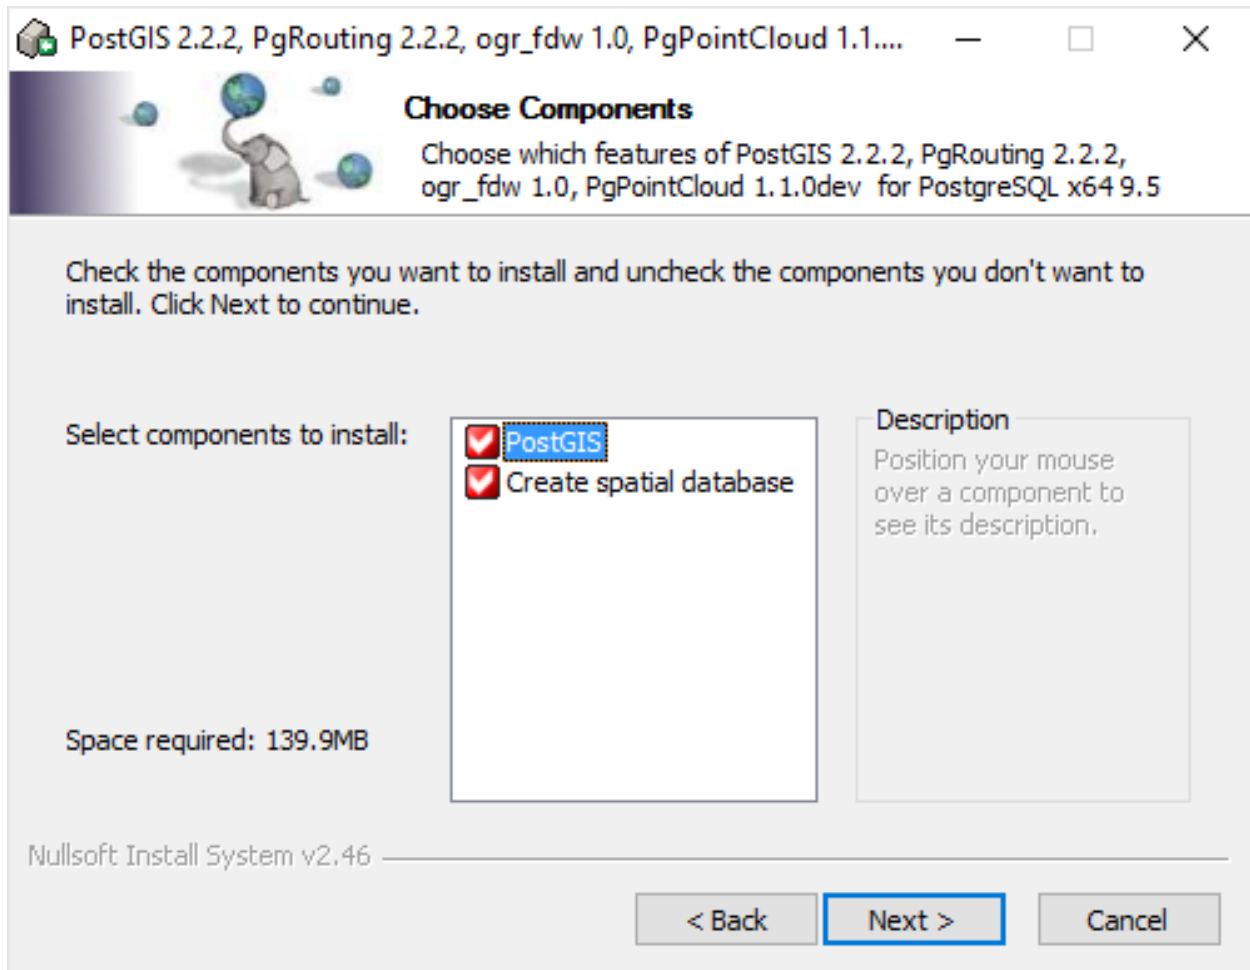 PostGIS 2.2.2, PgRouting 2.2.2, ogr_fdw 1.0, PgPointCloud 1.1....
Choose Components
Choose which features of PostGIS 2.2.2, PgRouting 2.2.2,
ogr_fdw 1.0, PgPointCloud 1.1.0dev for PostgreSQL x64 9.5
Check the components you want to install and uncheck the components you don't want to
install. Click Next to continue.
Select components to install:
PostGIS
Create spatial database
Description
Position your mouse
over a component to
see its description.
Space required: 139.9MB
Nullsoft Install System v2.46
< Back
Next >
Cancel